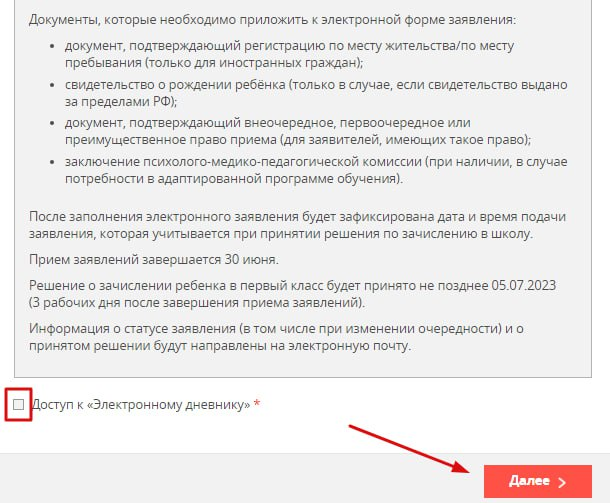 Документы, которые необходимо приложить к электронной форме заявления:
• документ, подтверждающий регистрацию по месту жительства/по месту
пребывания (только для иностранных граждан);
• свидетельство о рождении ребёнка (только в случае, если свидетельство выдано
за пределами РФ);
• документ, подтверждающий внеочередное, первоочередное или
преимущественное право приема (для заявителей, имеющих такое право);
• заключение психолого-медико-педагогической комиссии (при наличии, в случае
потребности в адаптированной программе обучения).
После заполнения электронного заявления будет зафиксирована дата и время подачи
заявления, которая учитывается при принятии решения по зачислению в школу.
Прием заявлений завершается 30 июня.
Решение о зачислении ребенка в первый класс будет принято не позднее 05.07.2023
(3 рабочих дня после завершения приема заявлений).
Информация о статусе заявления (в том числе при изменении очередности) и о
принятом решении будут направлены на электронную почту.
Доступ к «Электронному дневнику» *
Далее